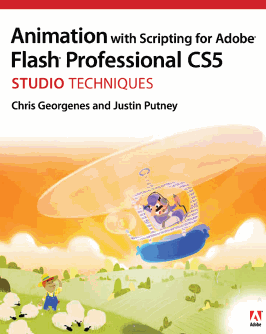 Animation with Scripting for Adobe®
Flash® Professional CS5
STUDIO TECHNIQUES
Chris Georgenes and Justin Putney
Adobe